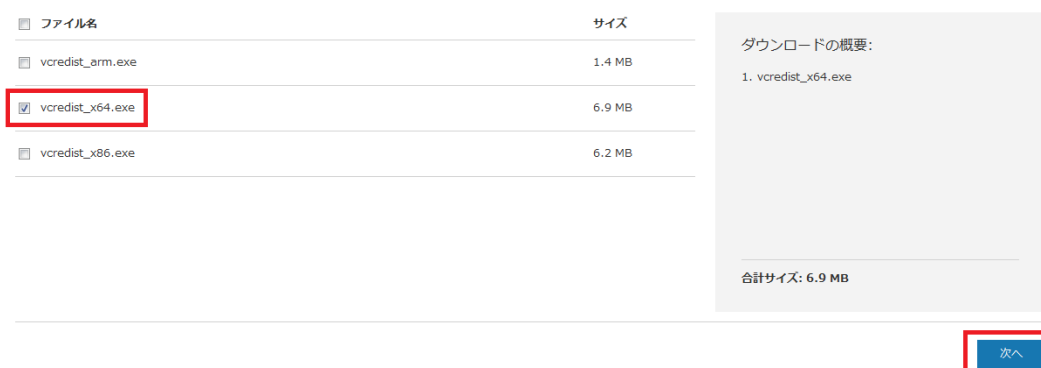 ファイル名 サイズ
vcredist_arm.exe 1.4 MB
vcredist_x64.exe 6.9 MB
vcredist_x86.exe 6.2 MB
ダウンロードの概要:
1. vcredist_x64.exe
合計サイズ: 6.9 MB
次へ